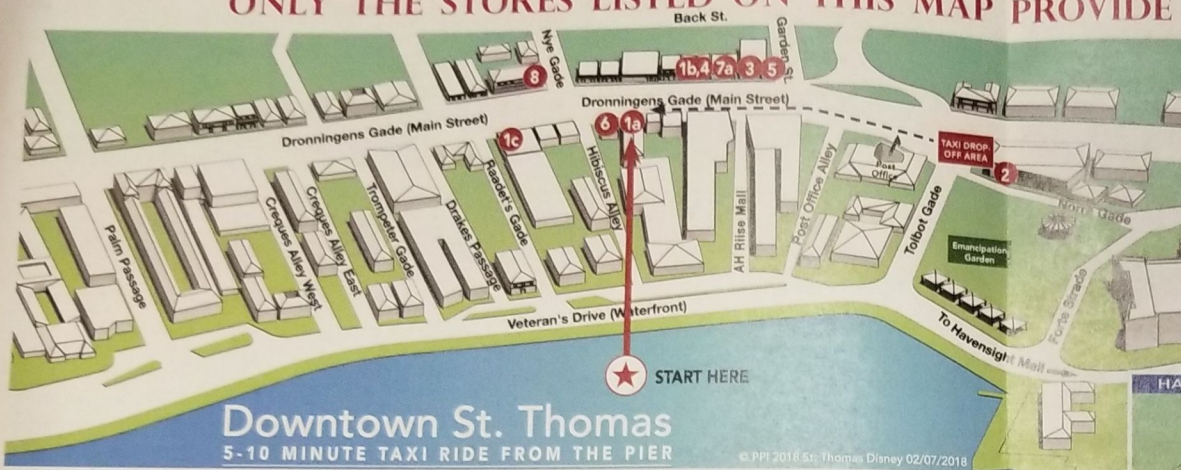 ONLY THE STORES LISTED ON THIS MAP PROVIDE
Back St.
Nye Gade
Garden St.
8
1b,4 7a 3 5
Dronningens Gade (Main Street)
Dronningens Gade (Main Street)
1c
6 1a
TAXI DROP-
OFF AREA
2
Post
Office
Palm Passage
Creques Alley West
Creques Alley East
Trompeter Gade
Drakes Passage
Raadet's Gade
Hibiscus Alley
AH Riise Mall
Post Office Alley
Tolbot Gade
Norre Gade
Emancipation
Garden
Forte Strade
Veteran's Drive (Waterfront)
To Havensight Mall
START HERE
HA
Downtown St. Thomas
5-10 MINUTE TAXI RIDE FROM THE PIER
© PPI 2018 St. Thomas Disney 02/07/2018